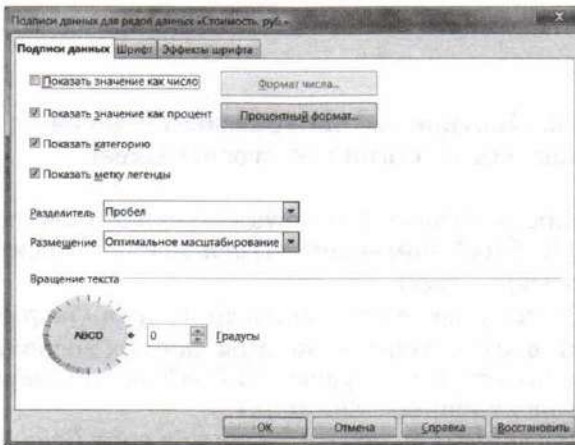 Подписи данных для рядов данных «Стоимость, руб.»
Подписи данных Шрифт Эффекты шрифта
Показать значение как число Формат числа...
Показать значение как процент Процентный формат...
Показать категорию
Показать метку легенды
Разделитель Пробел
Размещение Оптимальное масштабирование
Вращение текста
ABCD 0 Градусы
ОК Отмена Справка Восстановить